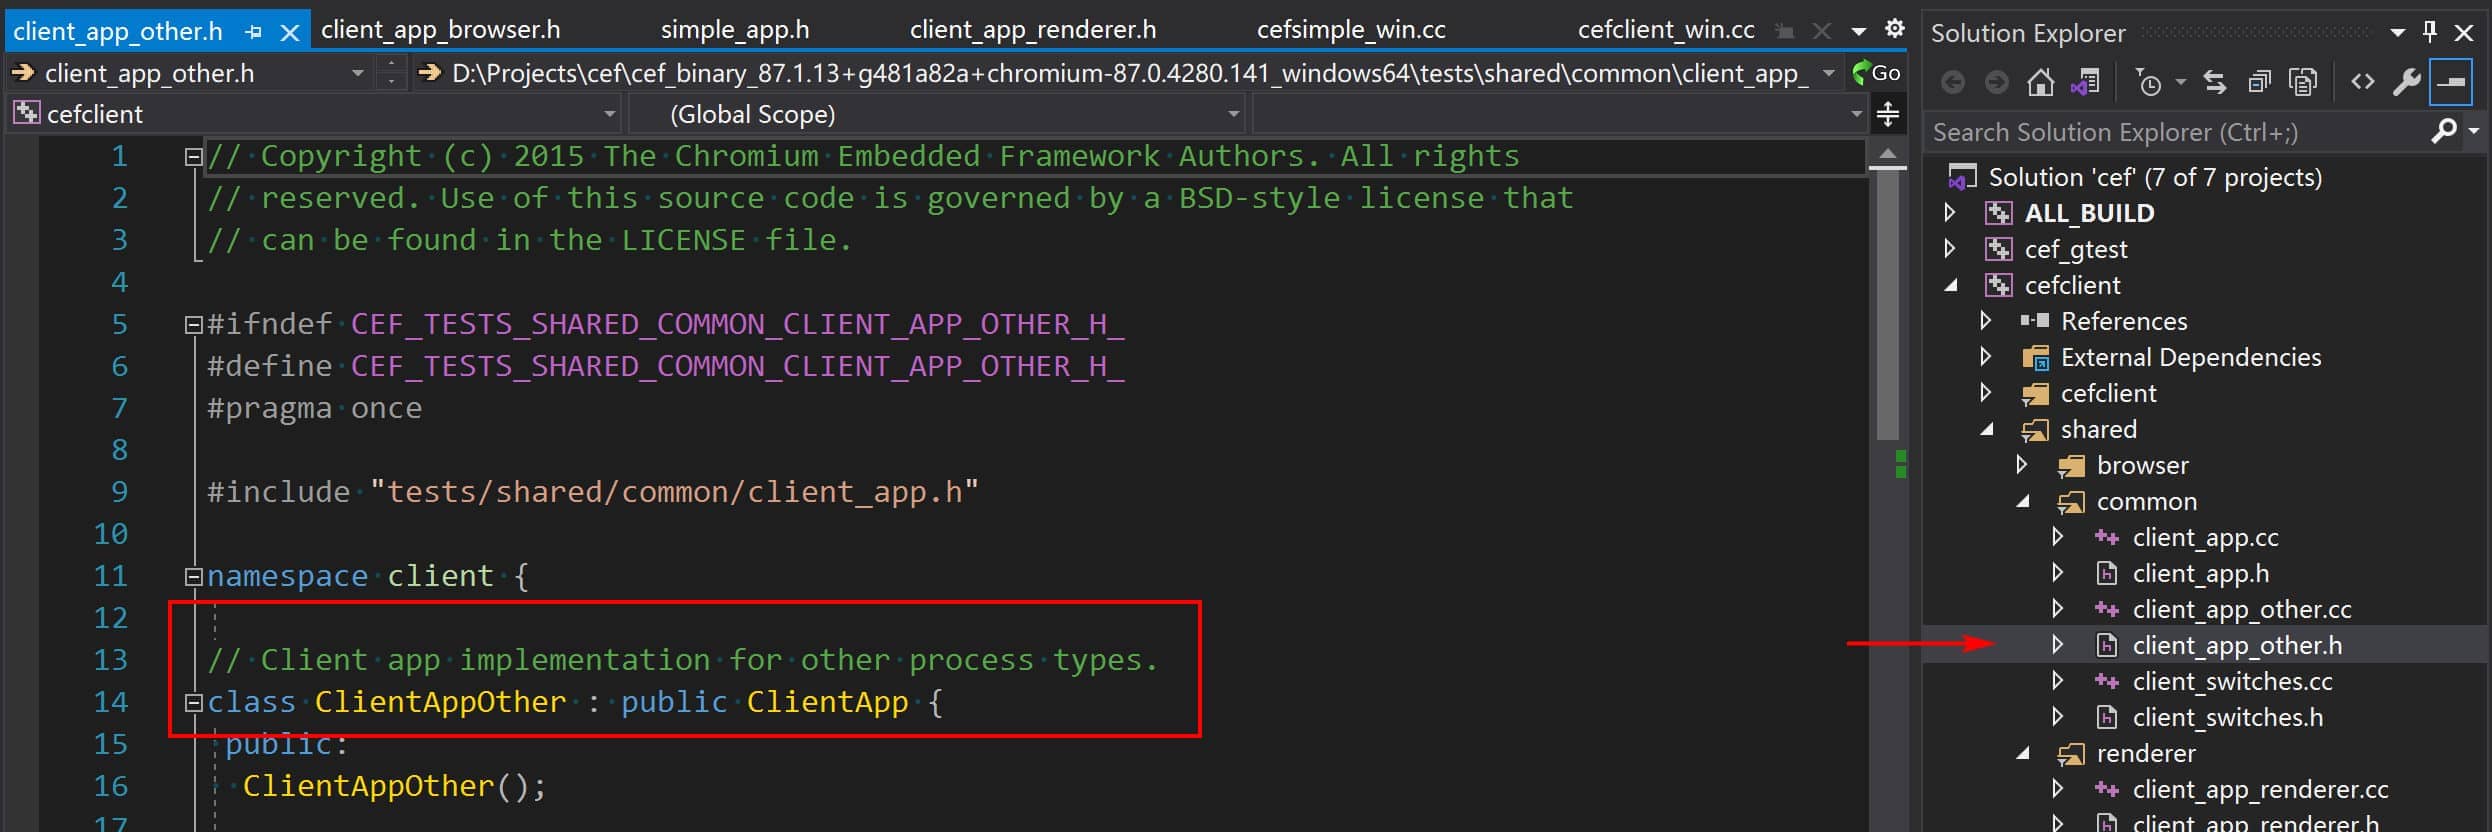 client_app_other.h client_app_browser.h simple_app.h client_app_renderer.h cefsimple_win.cc cefclient_win.cc
client_app_other.h D:\Projects\cef\cef_binary_87.1.13+g481a82a+chromium-87.0.4280.141_windows64\tests\shared\common\client_app_ Go
cefclient (Global Scope)
1 // Copyright (c) 2015 The Chromium Embedded Framework Authors. All rights
2 // reserved. Use of this source code is governed by a BSD-style license that
3 // can be found in the LICENSE file.
4
5 #ifndef CEF_TESTS_SHARED_COMMON_CLIENT_APP_OTHER_H_
6 #define CEF_TESTS_SHARED_COMMON_CLIENT_APP_OTHER_H_
7 #pragma once
8
9 #include "tests/shared/common/client_app.h"
10
11 namespace client {
12
13 // Client app implementation for other process types.
14 class ClientAppOther : public ClientApp {
15 public:
16 ClientAppOther();
17
Solution Explorer
Search Solution Explorer (Ctrl+;)
Solution 'cef' (7 of 7 projects)
ALL_BUILD
cef_gtest
cefclient
References
External Dependencies
cefclient
shared
browser
common
client_app.cc
client_app.h
client_app_other.cc
client_app_other.h
client_switches.cc
client_switches.h
renderer
client_app_renderer.cc
client_app_renderer.h